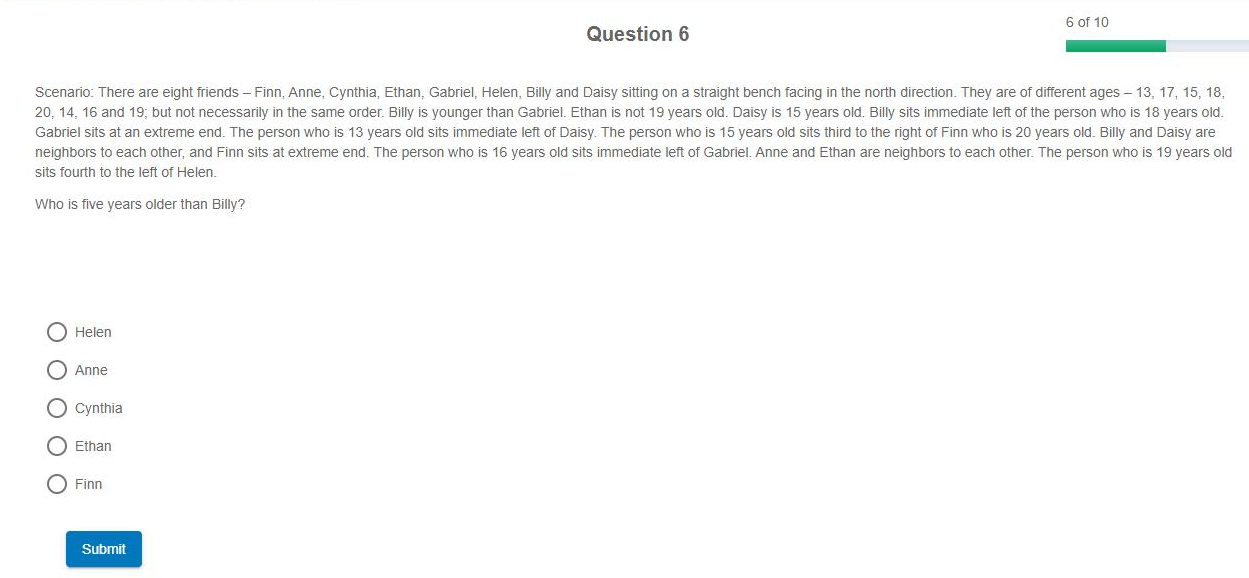 6 of 10
Question 6
Scenario: There are eight friends – Finn, Anne, Cynthia, Ethan, Gabriel, Helen, Billy and Daisy sitting on a straight bench facing in the north direction. They are of different ages – 13, 17, 15, 18,
20, 14, 16 and 19; but not necessarily in the same order. Billy is younger than Gabriel. Ethan is not 19 years old. Daisy is 15 years old. Billy sits immediate left of the person who is 18 years old.
Gabriel sits at an extreme end. The person who is 13 years old sits immediate left of Daisy. The person who is 15 years old sits third to the right of Finn who is 20 years old. Billy and Daisy are
neighbors to each other, and Finn sits at extreme end. The person who is 16 years old sits immediate left of Gabriel. Anne and Ethan are neighbors to each other. The person who is 19 years old
sits fourth to the left of Helen.
Who is five years older than Billy?
Helen
Anne
Cynthia
Ethan
Finn
Submit